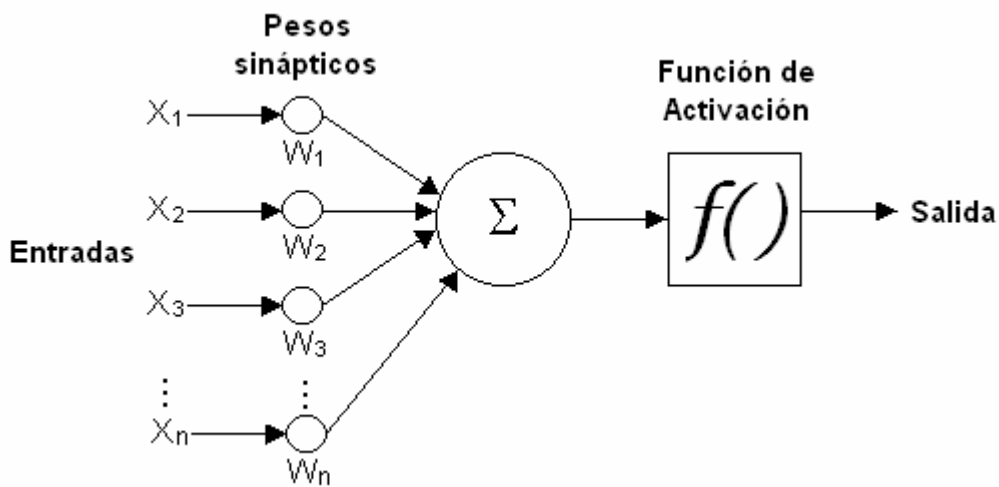 Pesos
sinápticos
Función de
Activación
Entradas
X1
W1
X2
W2
X3
W3
⋮
⋮
Xn
Wn
Σ
f()
Salida